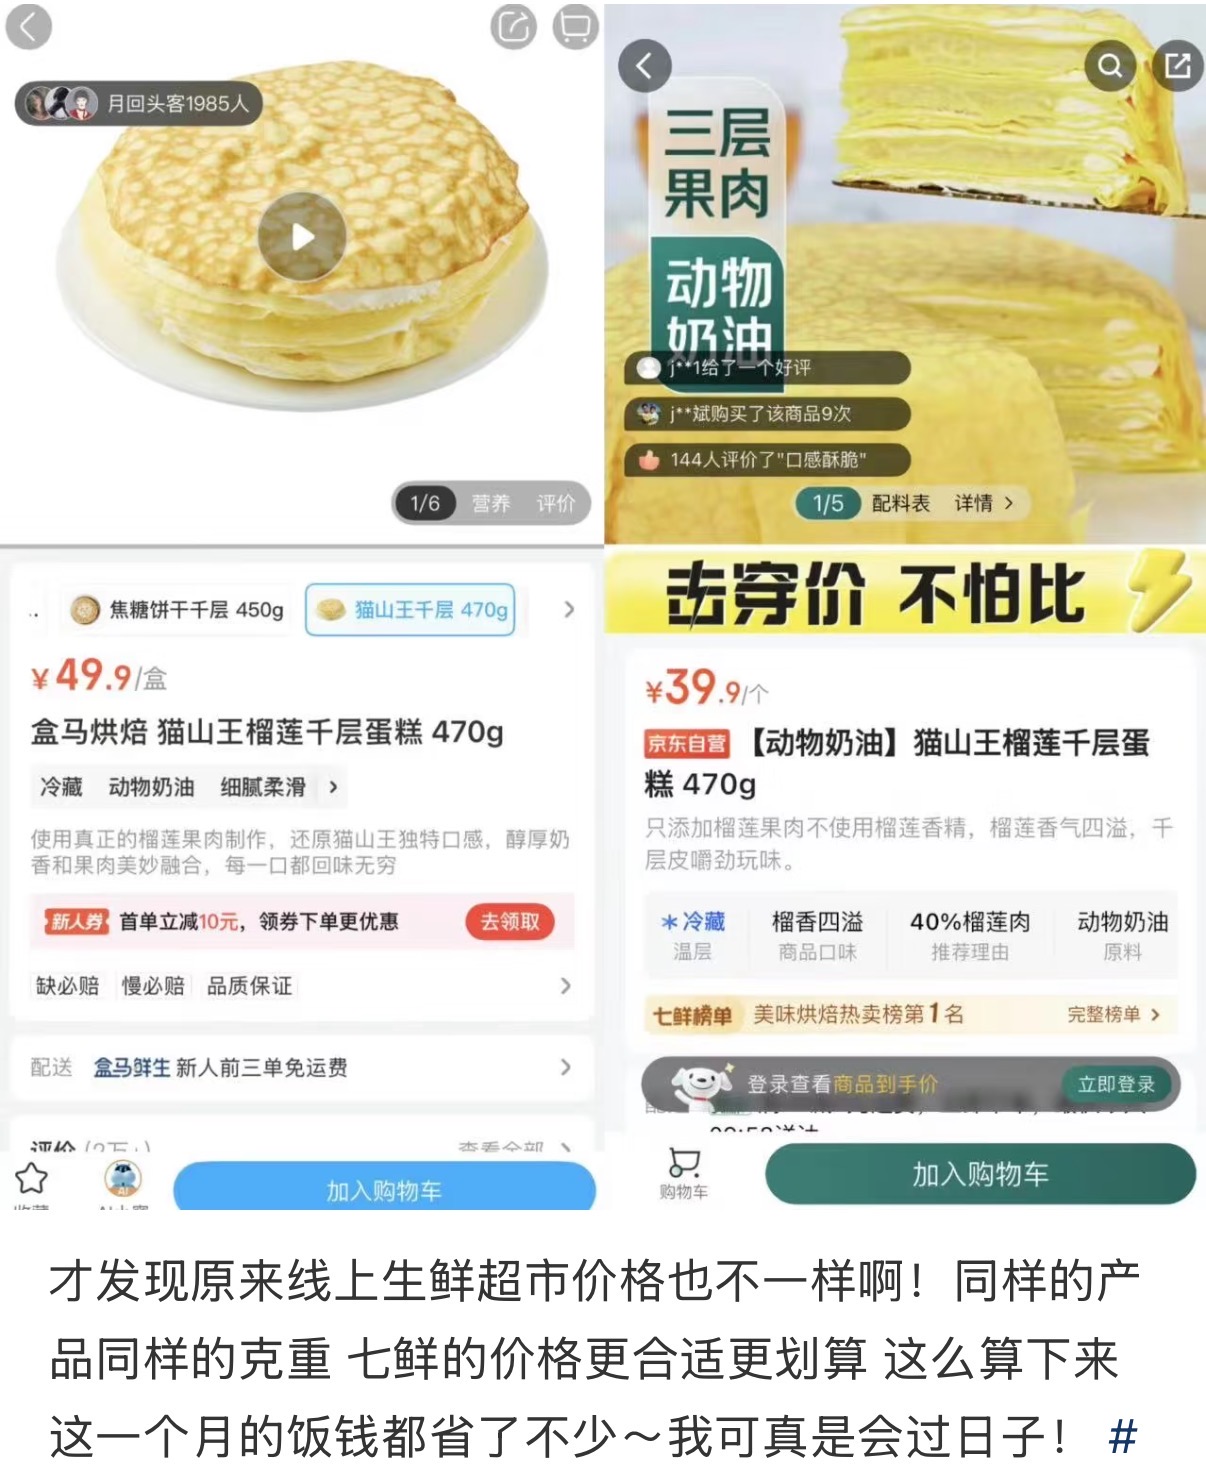 月回头客1985人
1/6 营养 评价
.. 焦糖饼干千层 450g 猫山王千层 470g
¥49.9/盒
盒马烘焙 猫山王榴莲千层蛋糕 470g
冷藏 动物奶油 细腻柔滑
使用真正的榴莲果肉制作，还原猫山王独特口感，醇厚奶
香和果肉美妙融合，每一口都回味无穷
新人券 首单立减10元，领券下单更优惠 去领取
缺必赔 慢必赔 品质保证
配送 盒马鲜生 新人前三单免运费
评价 (2万+) 查看全部
加入购物车
三层
果肉
动物
奶油
j**1给了一个好评
j**斌购买了该商品9次
144人评价了"口感酥脆"
1/5 配料表 详情
击穿价 不怕比
¥39.9/个
京东自营 【动物奶油】猫山王榴莲千层蛋
糕 470g
只添加榴莲果肉不使用榴莲香精，榴莲香气四溢，千
层皮嚼劲玩味。
冷藏 榴香四溢 40%榴莲肉 动物奶油
温层 商品口味 推荐理由 原料
七鲜榜单 美味烘焙热卖榜第1名 完整榜单
登录查看商品到手价 立即登录
购物车 加入购物车
才发现原来线上生鲜超市价格也不一样啊！同样的产
品同样的克重 七鲜的价格更合适更划算 这么算下来
这一个月的饭钱都省了不少～我可真是会过日子！ #